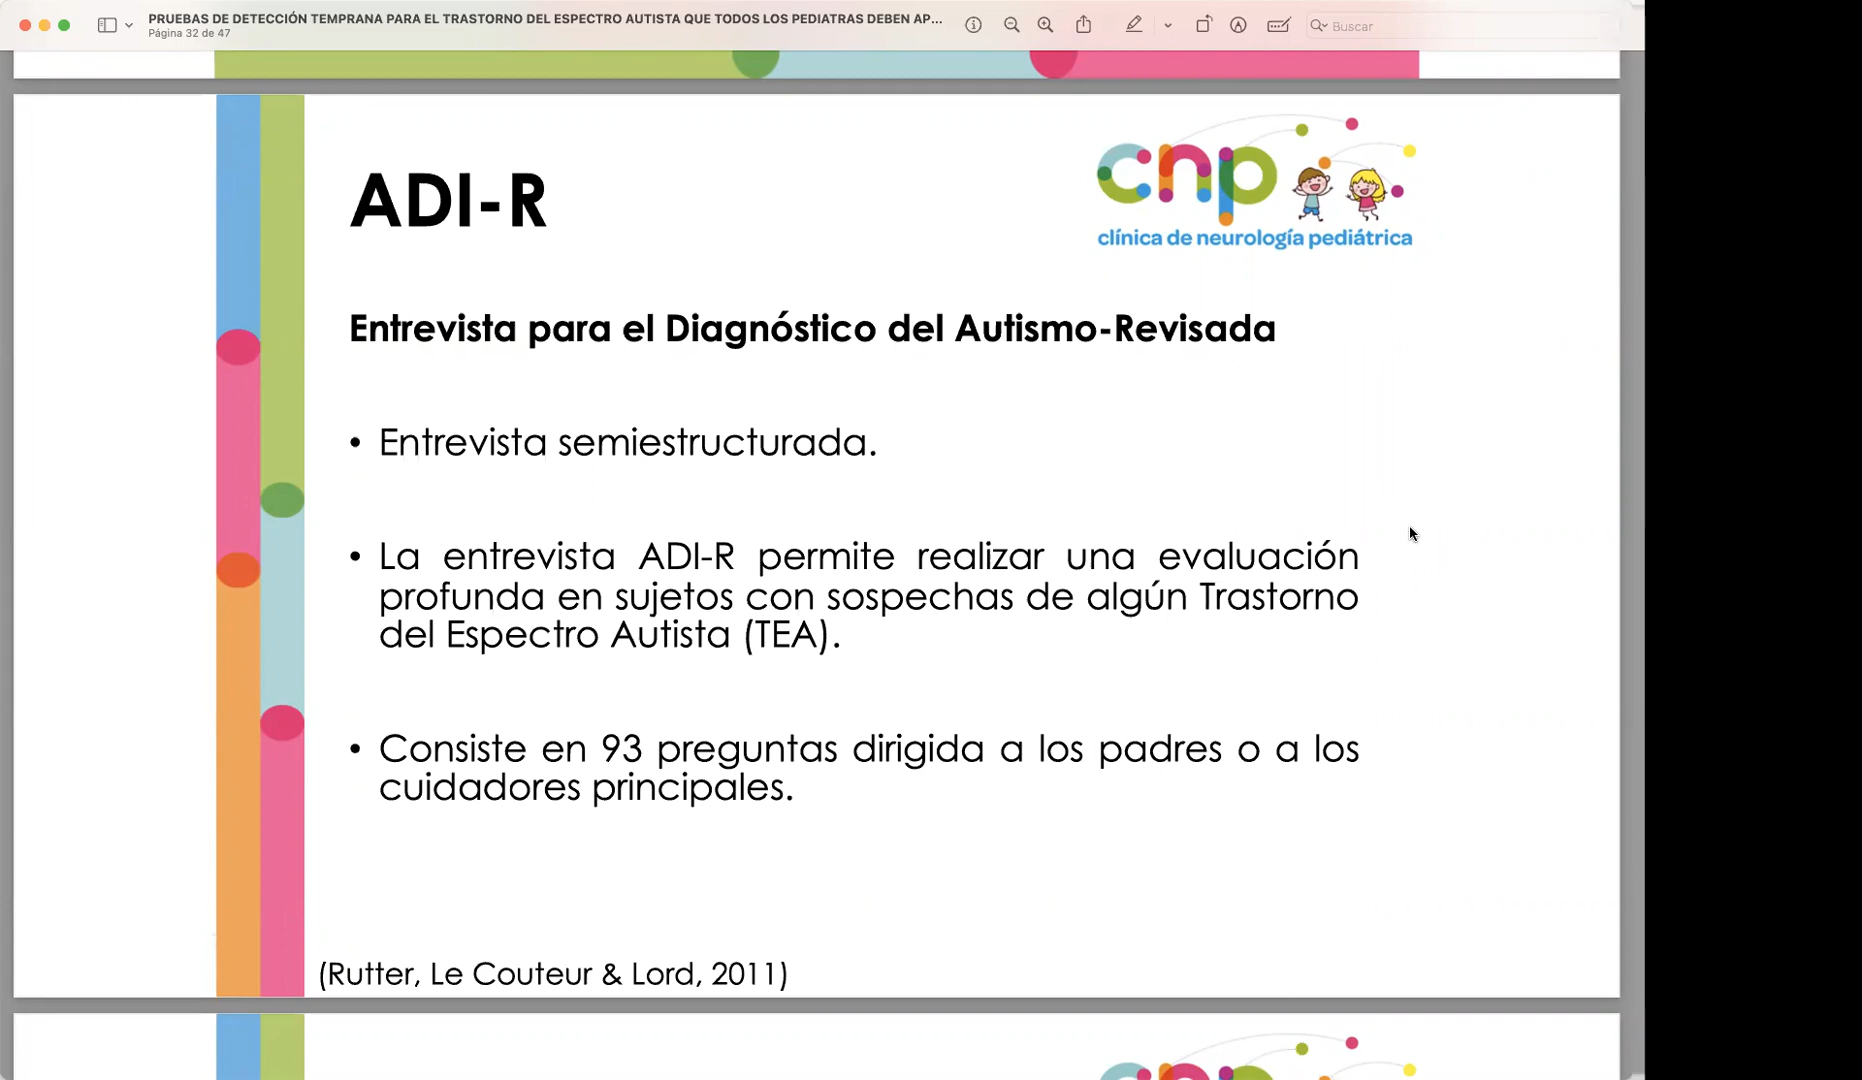 PRUEBAS DE DETECCIÓN TEMPRANA PARA EL TRASTORNO DEL ESPECTRO AUTISTA QUE TODOS LOS PEDIATRAS DEBEN AP...
Página 32 de 47
Buscar
cnp
clínica de neurología pediátrica
ADI-R
Entrevista para el Diagnóstico del Autismo-Revisada
• Entrevista semiestructurada.
• La entrevista ADI-R permite realizar una evaluación
profunda en sujetos con sospechas de algún Trastorno
del Espectro Autista (TEA).
• Consiste en 93 preguntas dirigida a los padres o a los
cuidadores principales.
(Rutter, Le Couteur & Lord, 2011)